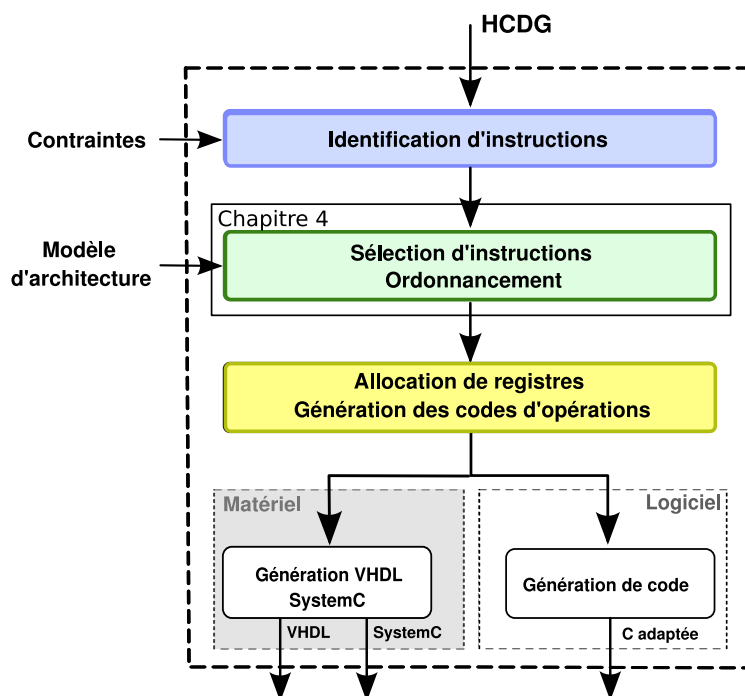 HCDG
Contraintes
Identification d'instructions
Chapitre 4
Modèle
d'architecture
Sélection d'instructions
Ordonnancement
Allocation de registres
Génération des codes d'opérations
Matériel
Logiciel
Génération VHDL
SystemC
Génération de code
VHDL
SystemC
C adaptée